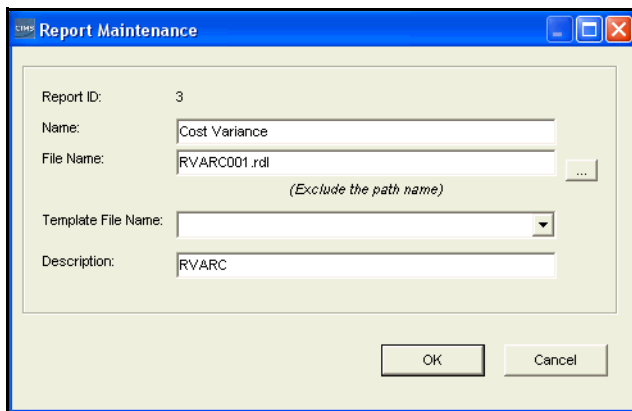 CIMS Report Maintenance
Report ID: 3
Name: Cost Variance
File Name: RVARC001.rdl
...
(Exclude the path name)
Template File Name:
Description: RVARC
OK Cancel